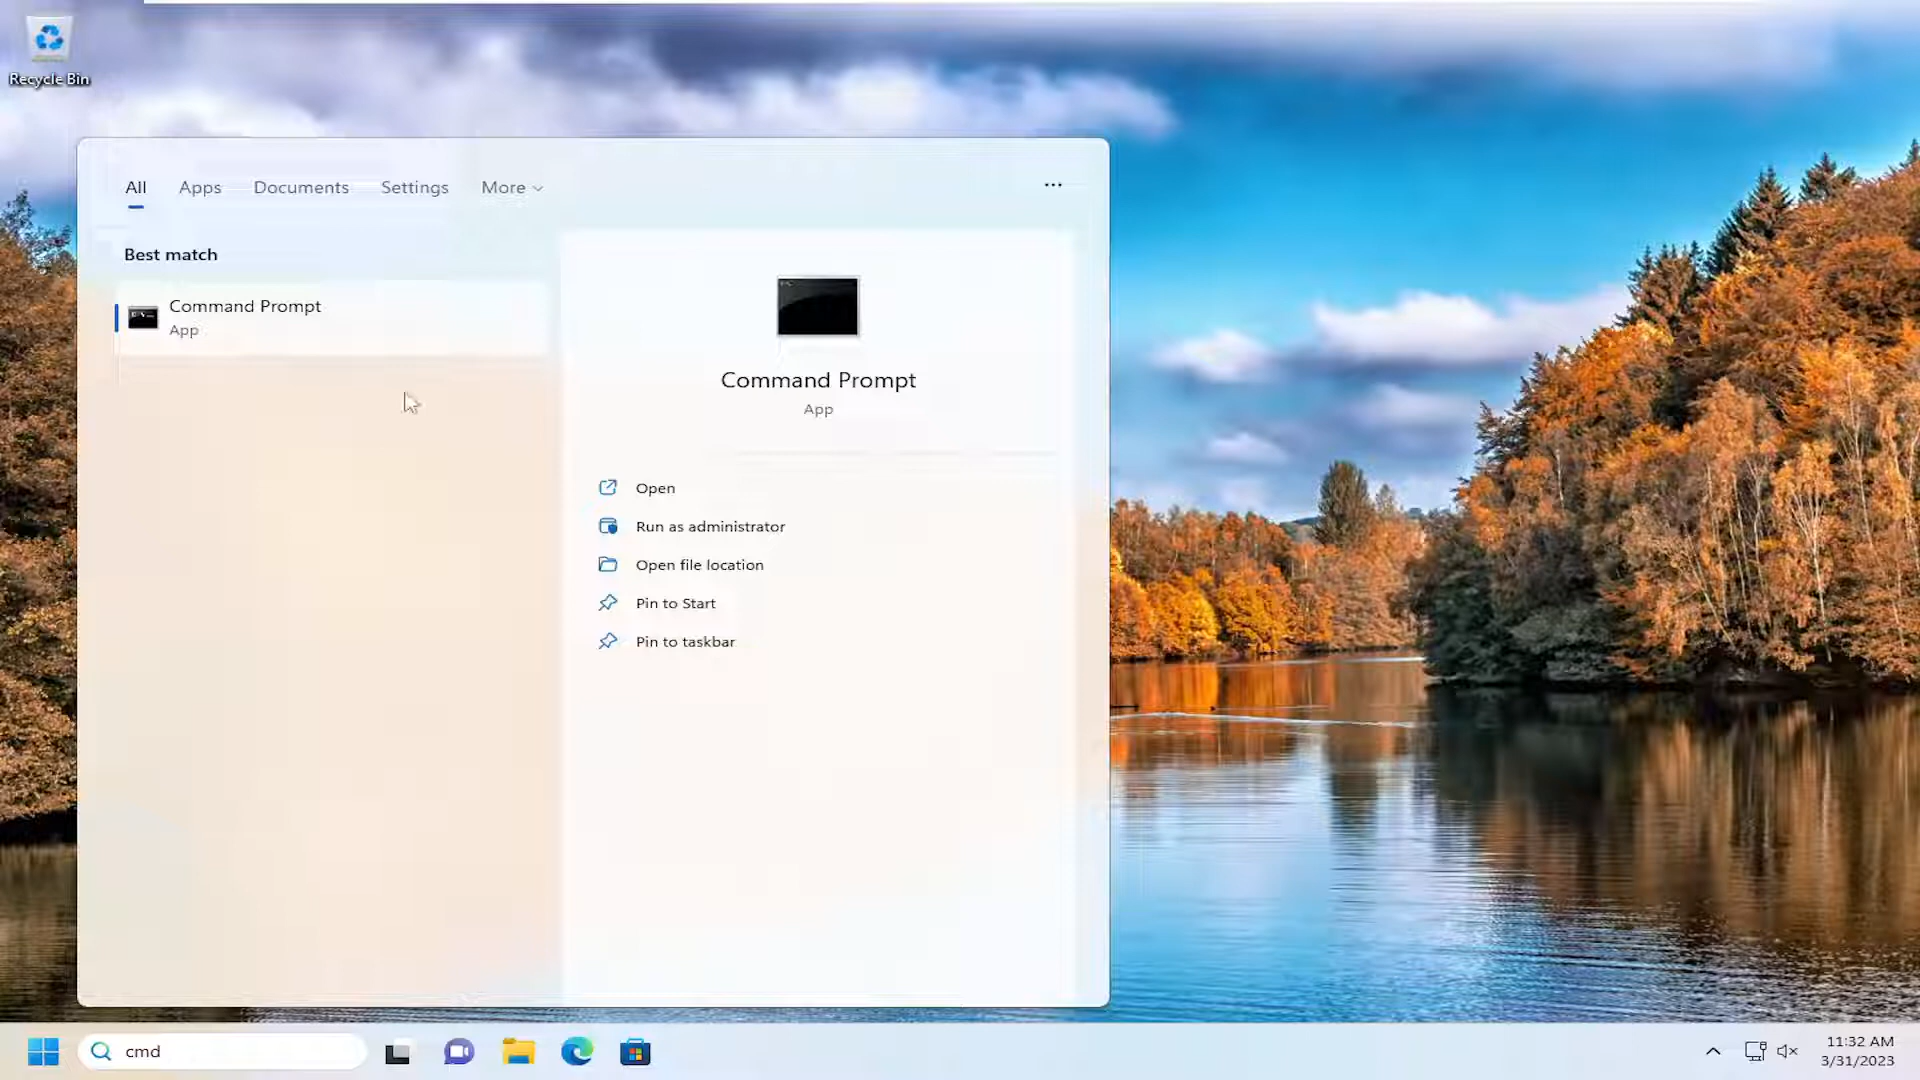 Recycle Bin
All Apps Documents Settings More
Best match
Command Prompt
App
Command Prompt
App
Open
Run as administrator
Open file location
Pin to Start
Pin to taskbar
cmd
11:32 AM
3/31/2023